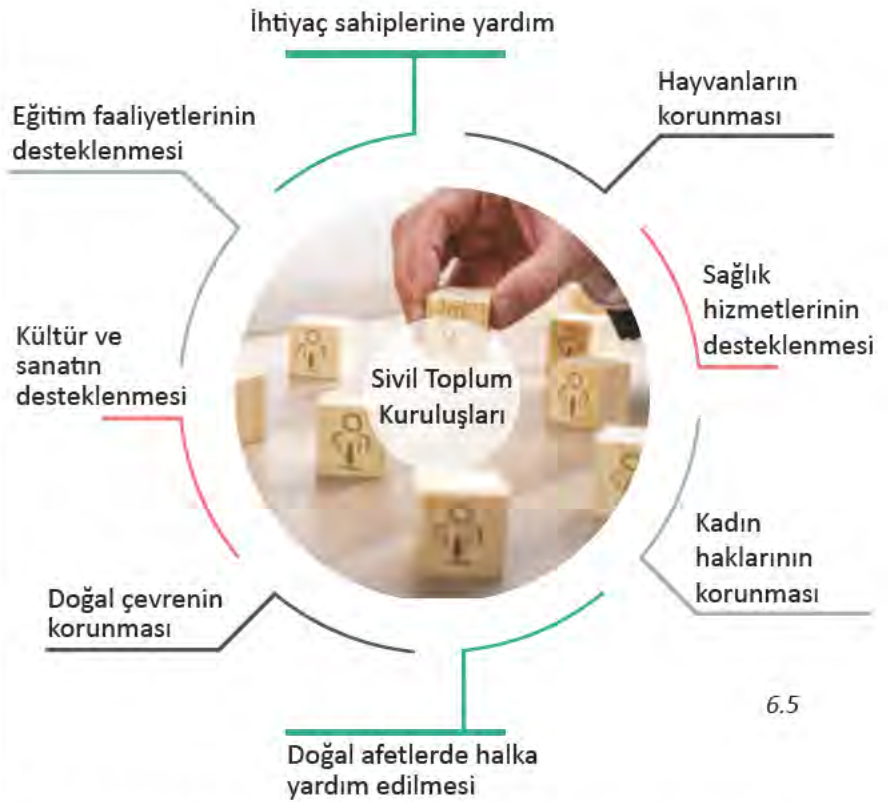 İhtiyaç sahiplerine yardım
Hayvanların
korunması
Sağlık
hizmetlerinin
desteklenmesi
Kadın
haklarının
korunması
Doğal afetlerde halka
yardım edilmesi
Doğal çevrenin
korunması
Kültür ve
sanatın
desteklenmesi
Eğitim faaliyetlerinin
desteklenmesi
Sivil Toplum
Kuruluşları
6.5